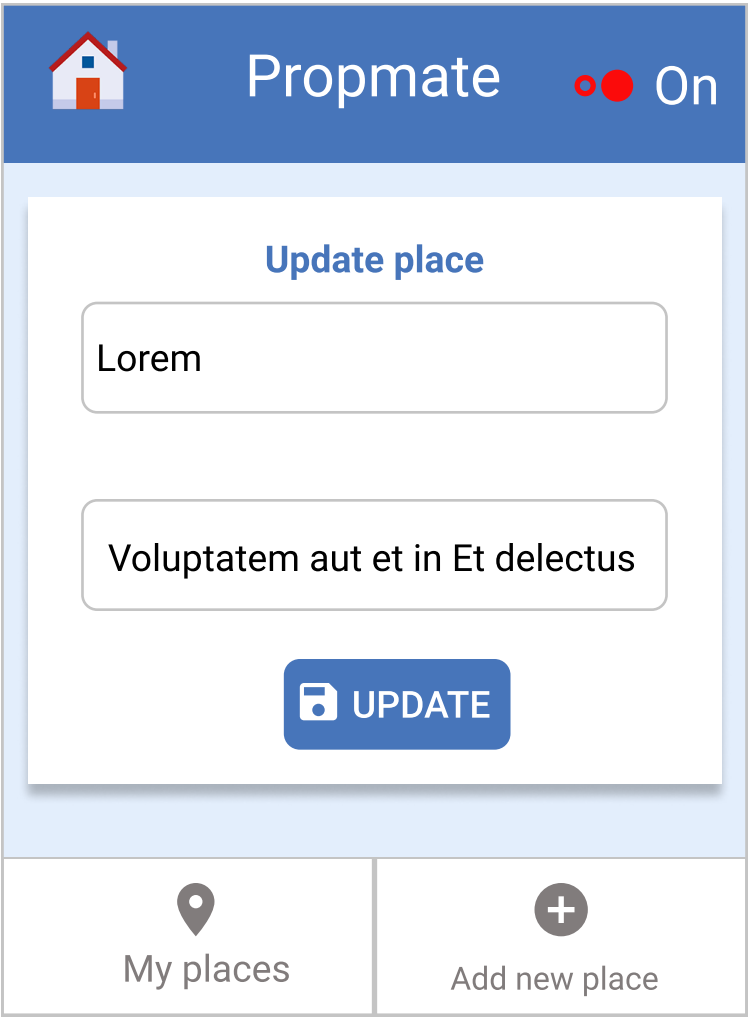 Propmate
On
Update place
Lorem
Voluptatem aut et in Et delectus
UPDATE
My places
Add new place